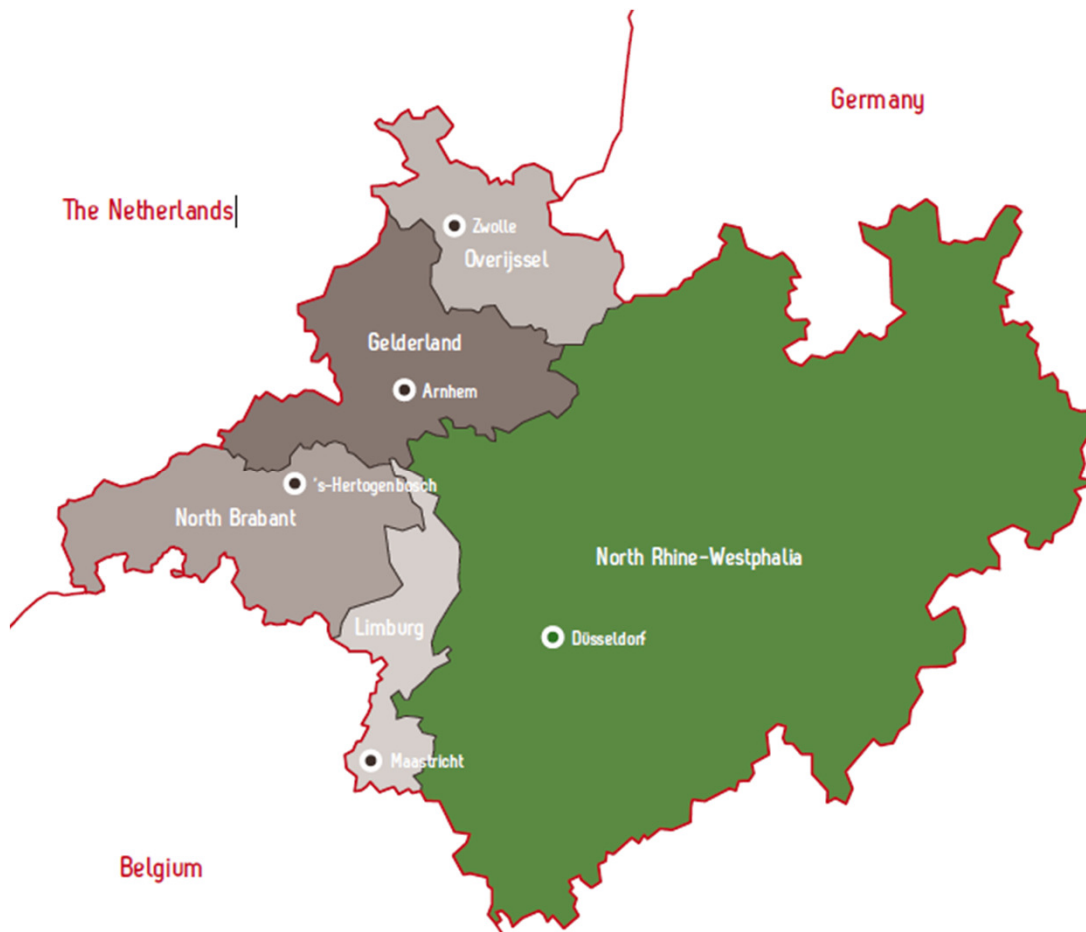 Germany
The Netherlands
Zwolle
Overijssel
Gelderland
Arnhem
's-Hertogenbosch
North Brabant
North Rhine-Westphalia
Limburg
Düsseldorf
Maastricht
Belgium